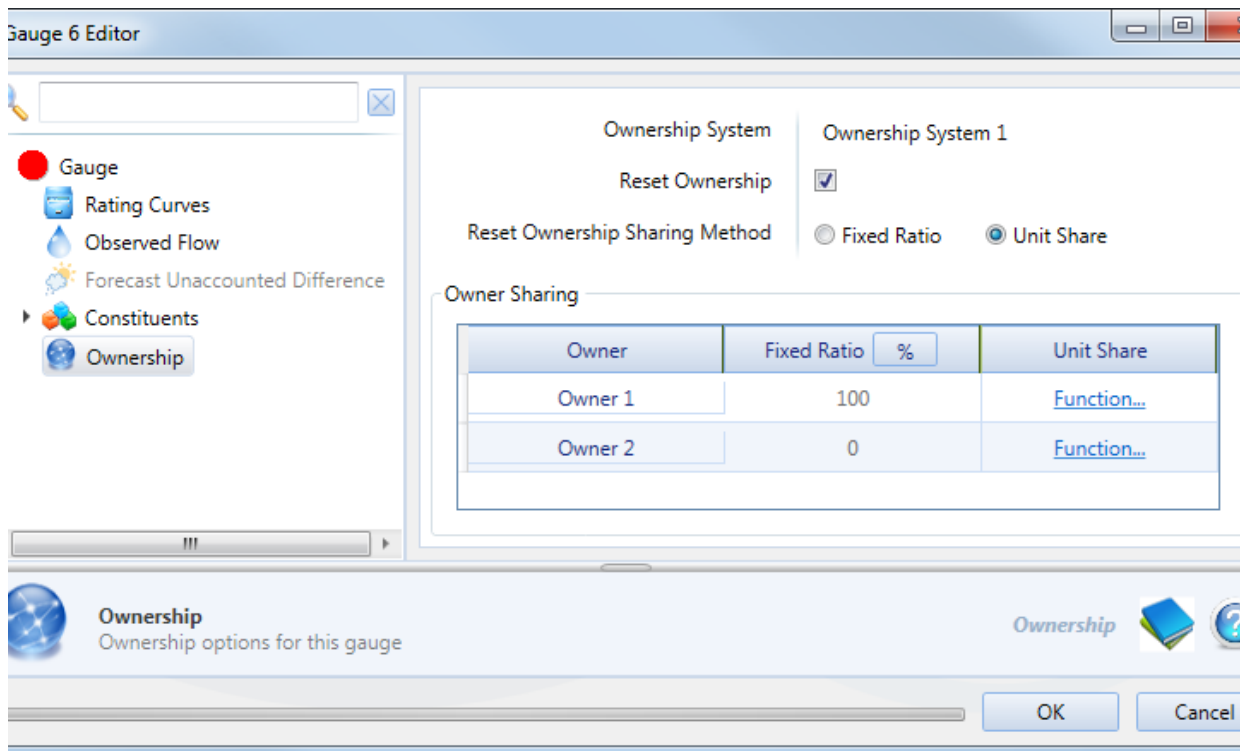 Gauge 6 Editor
Ownership System
Ownership System 1
Gauge
Reset Ownership
Rating Curves
Reset Ownership Sharing Method
Fixed Ratio
Unit Share
Observed Flow
Forecast Unaccounted Difference
Owner Sharing
Constituents
Ownership
Owner
Fixed Ratio
%
Unit Share
Owner 1
100
Function...
Owner 2
0
Function...
Ownership
Ownership options for this gauge
Ownership
OK
Cancel